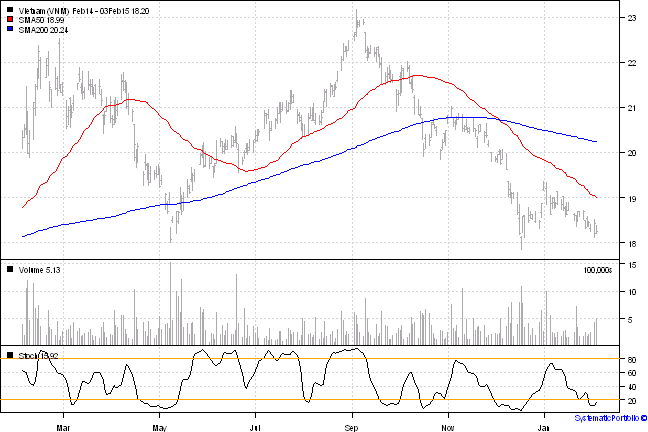 Vietnam (VNM) Feb14 - 03Feb15 18.20
SMA50 18.99
SMA200 20.24
23
22
21
20
19
18
Volume 5.13
100,000s
15
10
5
Stoch 15.92
80
60
40
20
Mar May Jul Sep Nov Jan
SystematicPortfolio ©